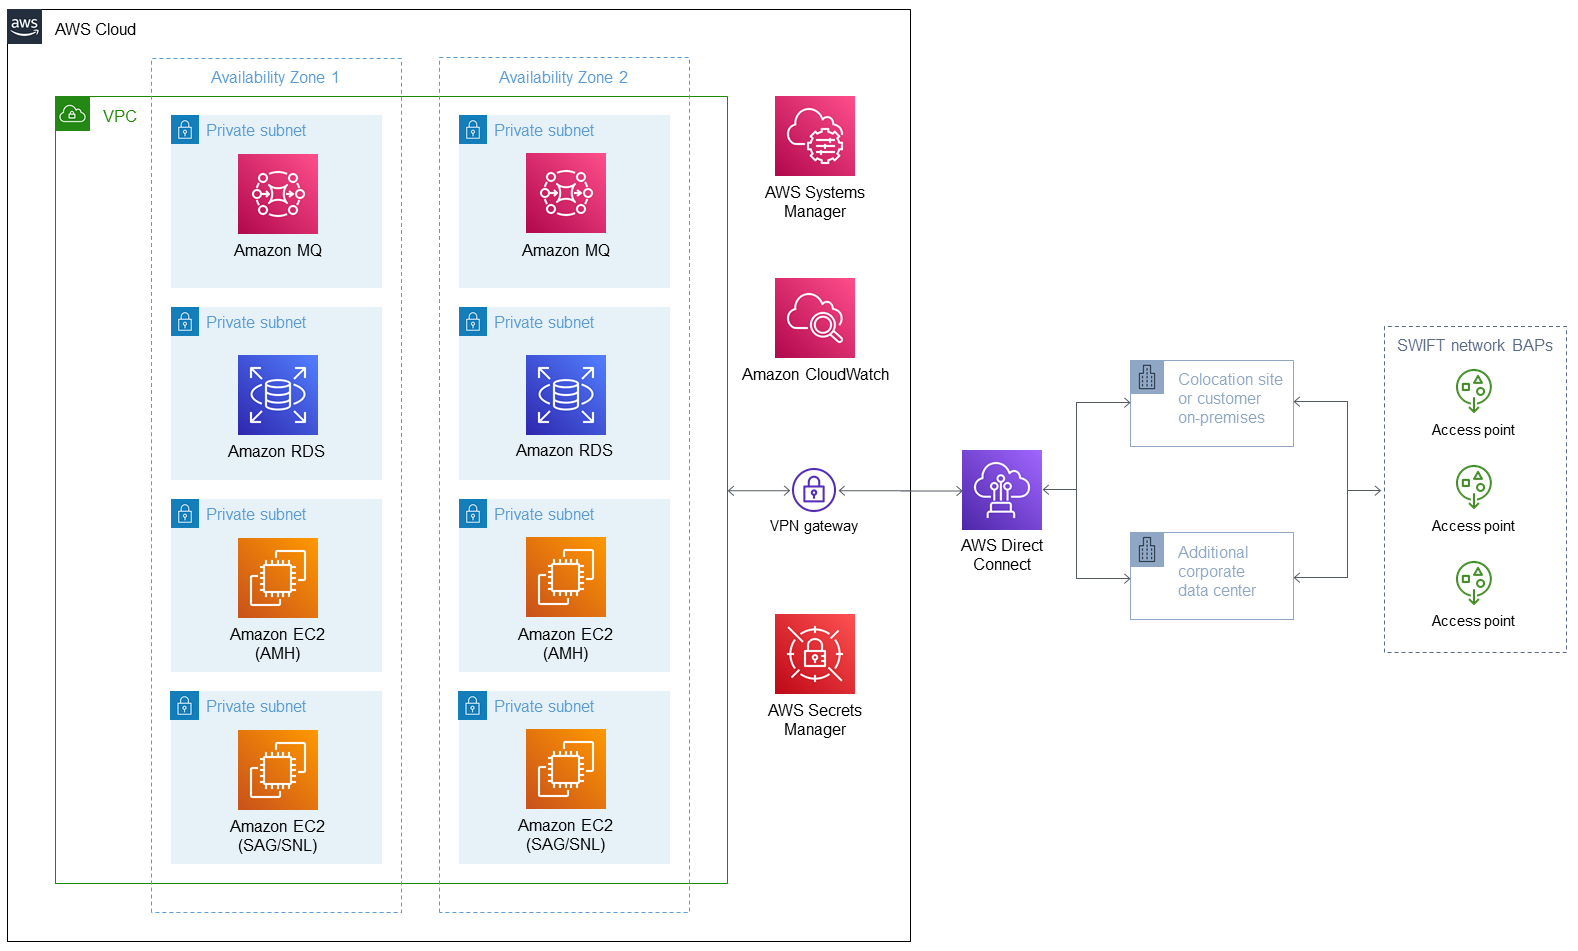 aws
AWS Cloud
Availability Zone 1
Availability Zone 2
VPC
Private subnet
Amazon MQ
Private subnet
Amazon MQ
Private subnet
Amazon RDS
Private subnet
Amazon RDS
Private subnet
Amazon EC2
(AMH)
Private subnet
Amazon EC2
(AMH)
Private subnet
Amazon EC2
(SAG/SNL)
Private subnet
Amazon EC2
(SAG/SNL)
AWS Systems
Manager
Amazon CloudWatch
VPN gateway
AWS Secrets
Manager
AWS Direct
Connect
Colocation site
or customer
on-premises
Additional
corporate
data center
SWIFT network BAPs
Access point
Access point
Access point